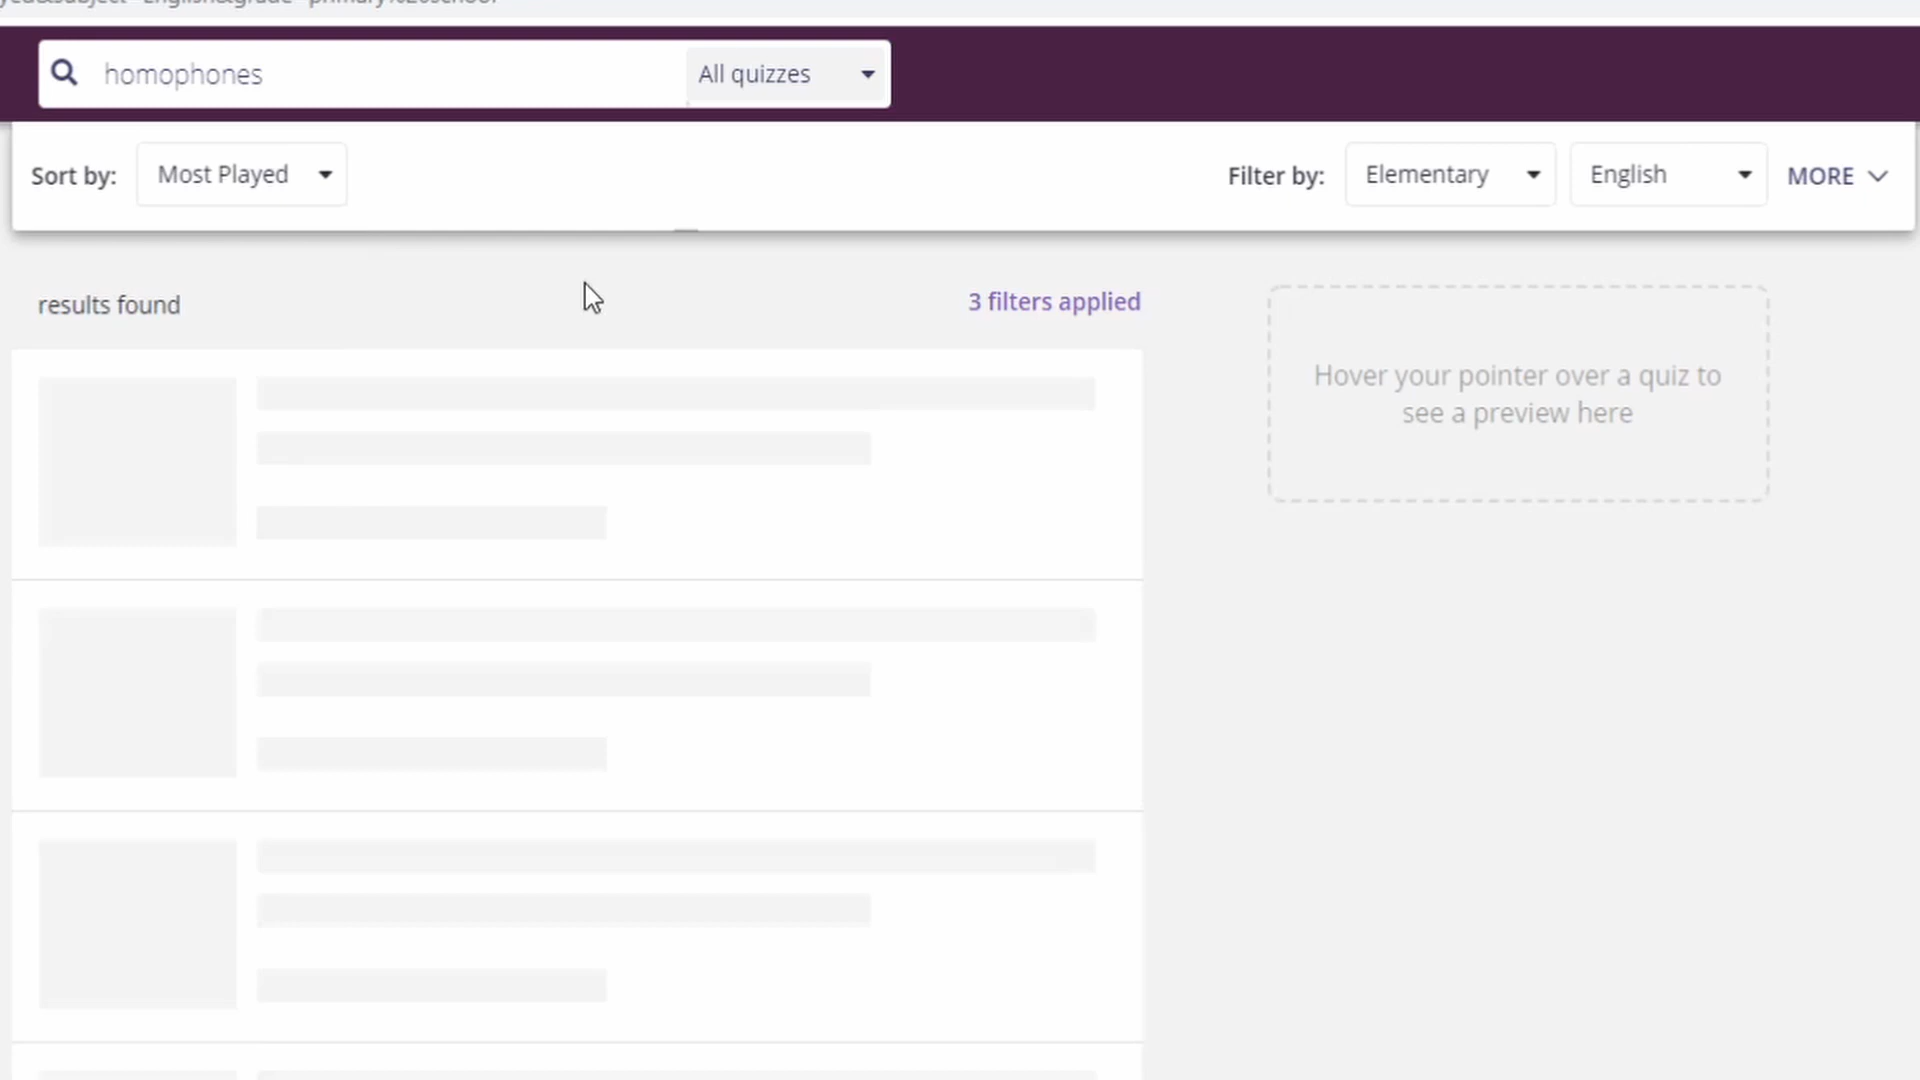 homophones
All quizzes
Sort by:
Most Played
Filter by:
Elementary
English
MORE
results found
3 filters applied
Hover your pointer over a quiz to
see a preview here